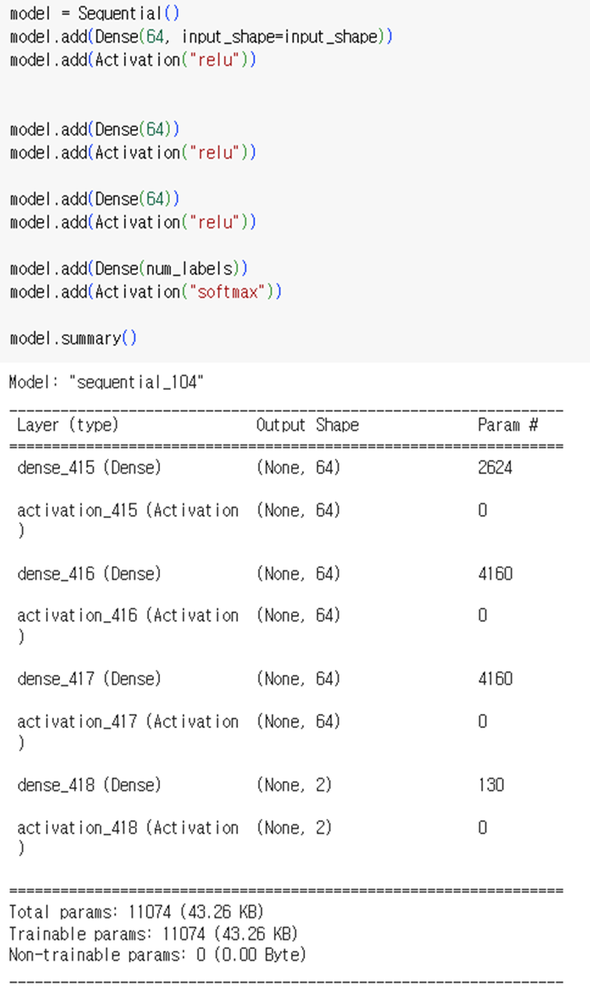 model = Sequential()
model.add(Dense(64, input_shape=input_shape))
model.add(Activation("relu"))
model.add(Dense(64))
model.add(Activation("relu"))
model.add(Dense(64))
model.add(Activation("relu"))
model.add(Dense(num_labels))
model.add(Activation("softmax"))
model.summary()
Model: "sequential_104"
_________________________________________________________________
Layer (type) Output Shape Param #
=================================================================
dense_415 (Dense) (None, 64) 2624
activation_415 (Activation (None, 64) 0
)
dense_416 (Dense) (None, 64) 4160
activation_416 (Activation (None, 64) 0
)
dense_417 (Dense) (None, 64) 4160
activation_417 (Activation (None, 64) 0
)
dense_418 (Dense) (None, 2) 130
activation_418 (Activation (None, 2) 0
)
=================================================================
Total params: 11074 (43.26 KB)
Trainable params: 11074 (43.26 KB)
Non-trainable params: 0 (0.00 Byte)
_________________________________________________________________